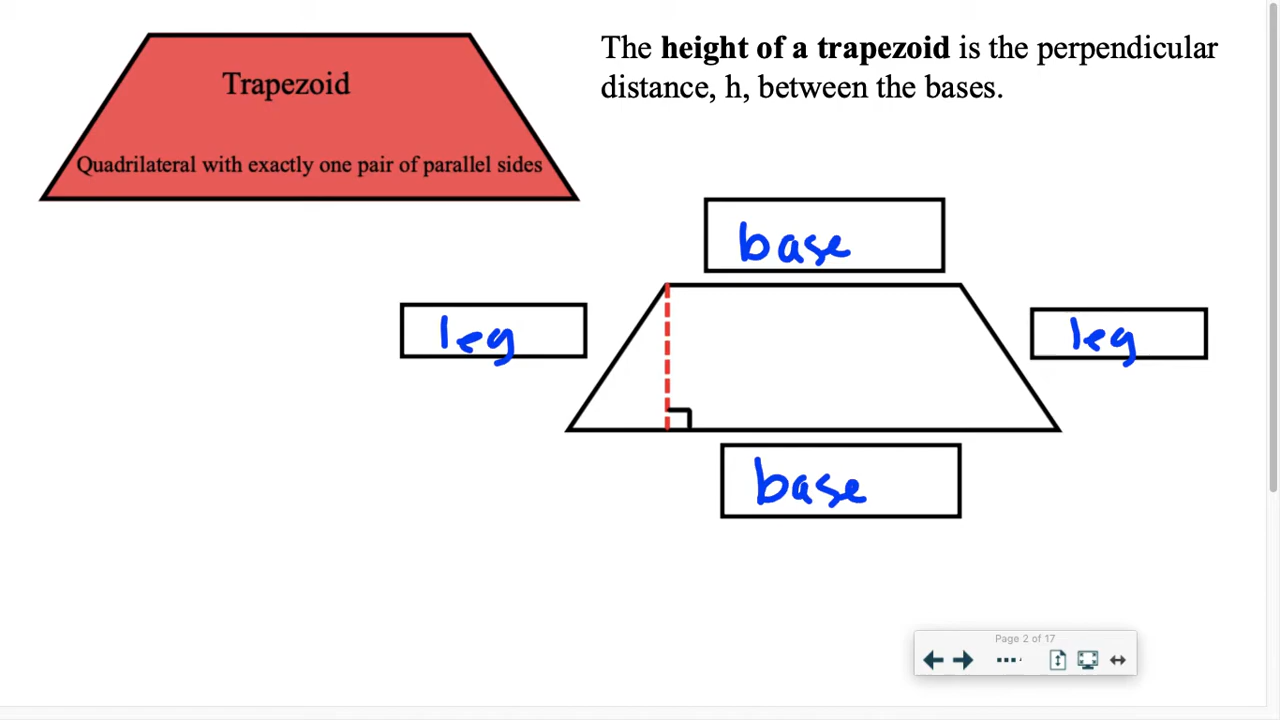 Trapezoid
Quadrilateral with exactly one pair of parallel sides
The height of a trapezoid is the perpendicular
distance, h, between the bases.
base
leg
leg
base
Page 2 of 17